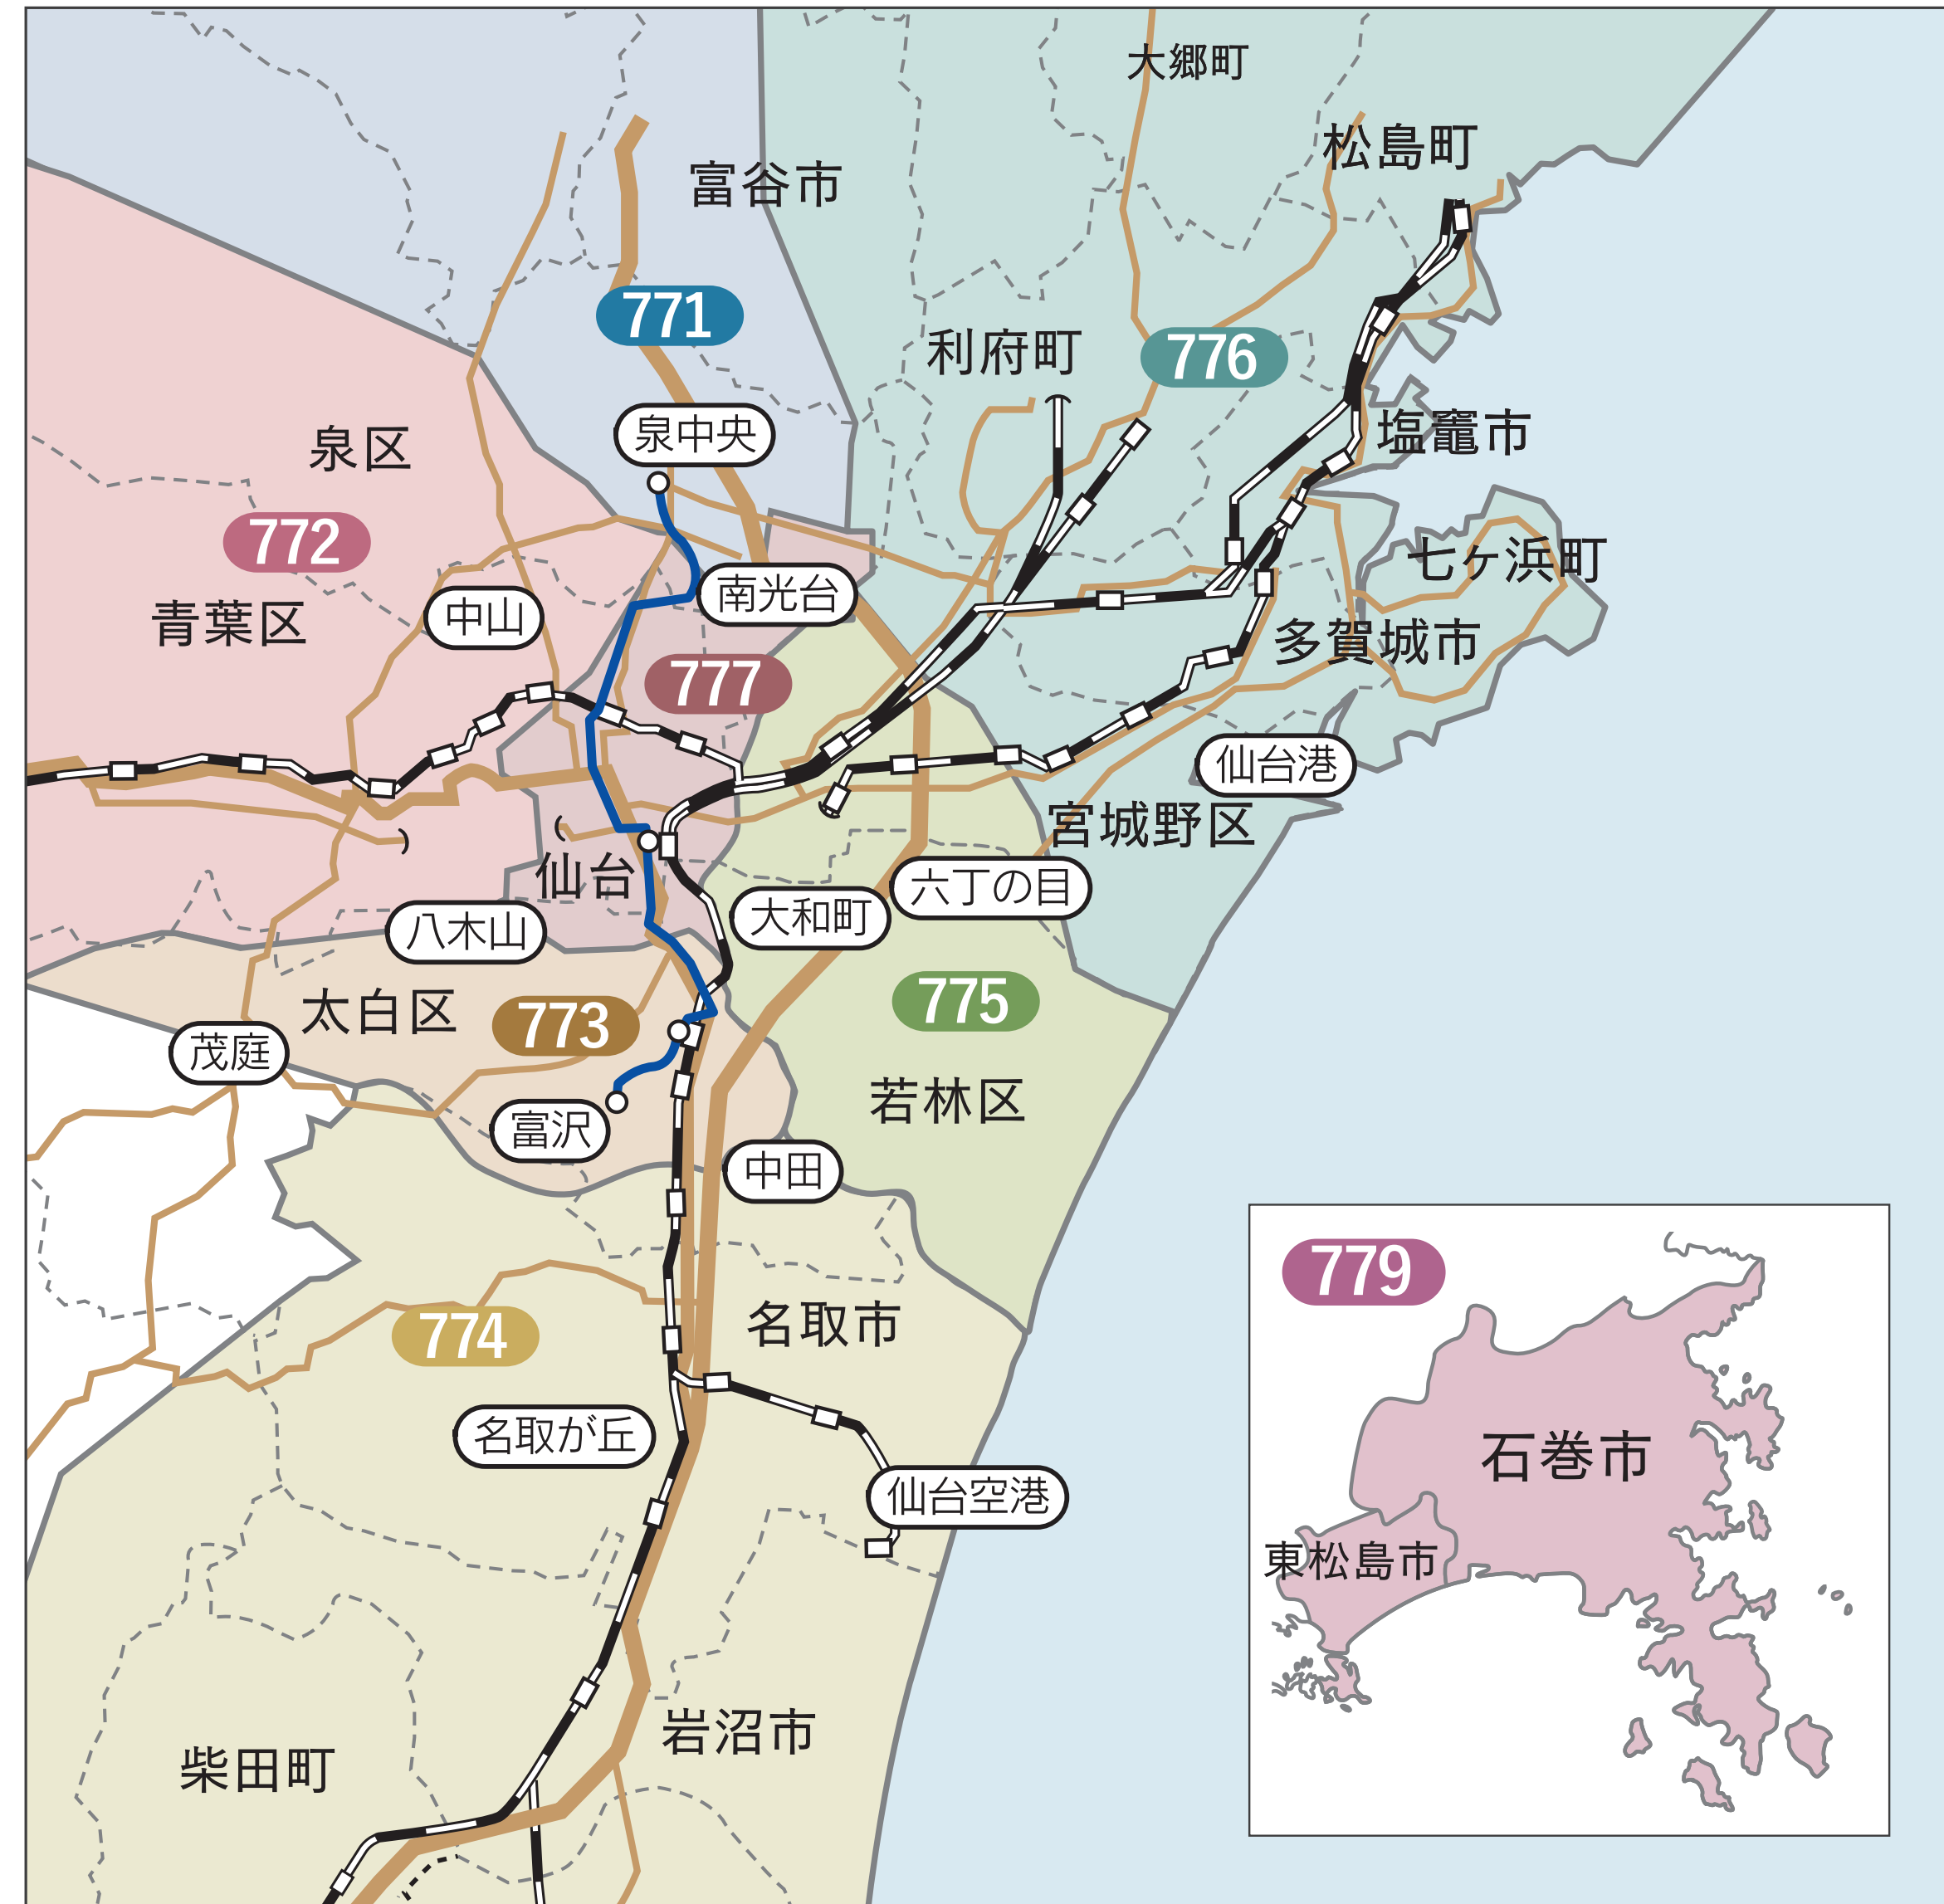 大郷町
松島町
富谷市
771
利府町
776
泉中央
塩竈市
泉区
772
南光台
七ヶ浜町
中山
青葉区
777
多賀城市
仙台港
宮城野区
仙台
六丁の目
大和町
八木山
775
太白区
773
茂庭
若林区
富沢
中田
779
774
名取市
名取が丘
石巻市
仙台空港
東松島市
岩沼市
柴田町